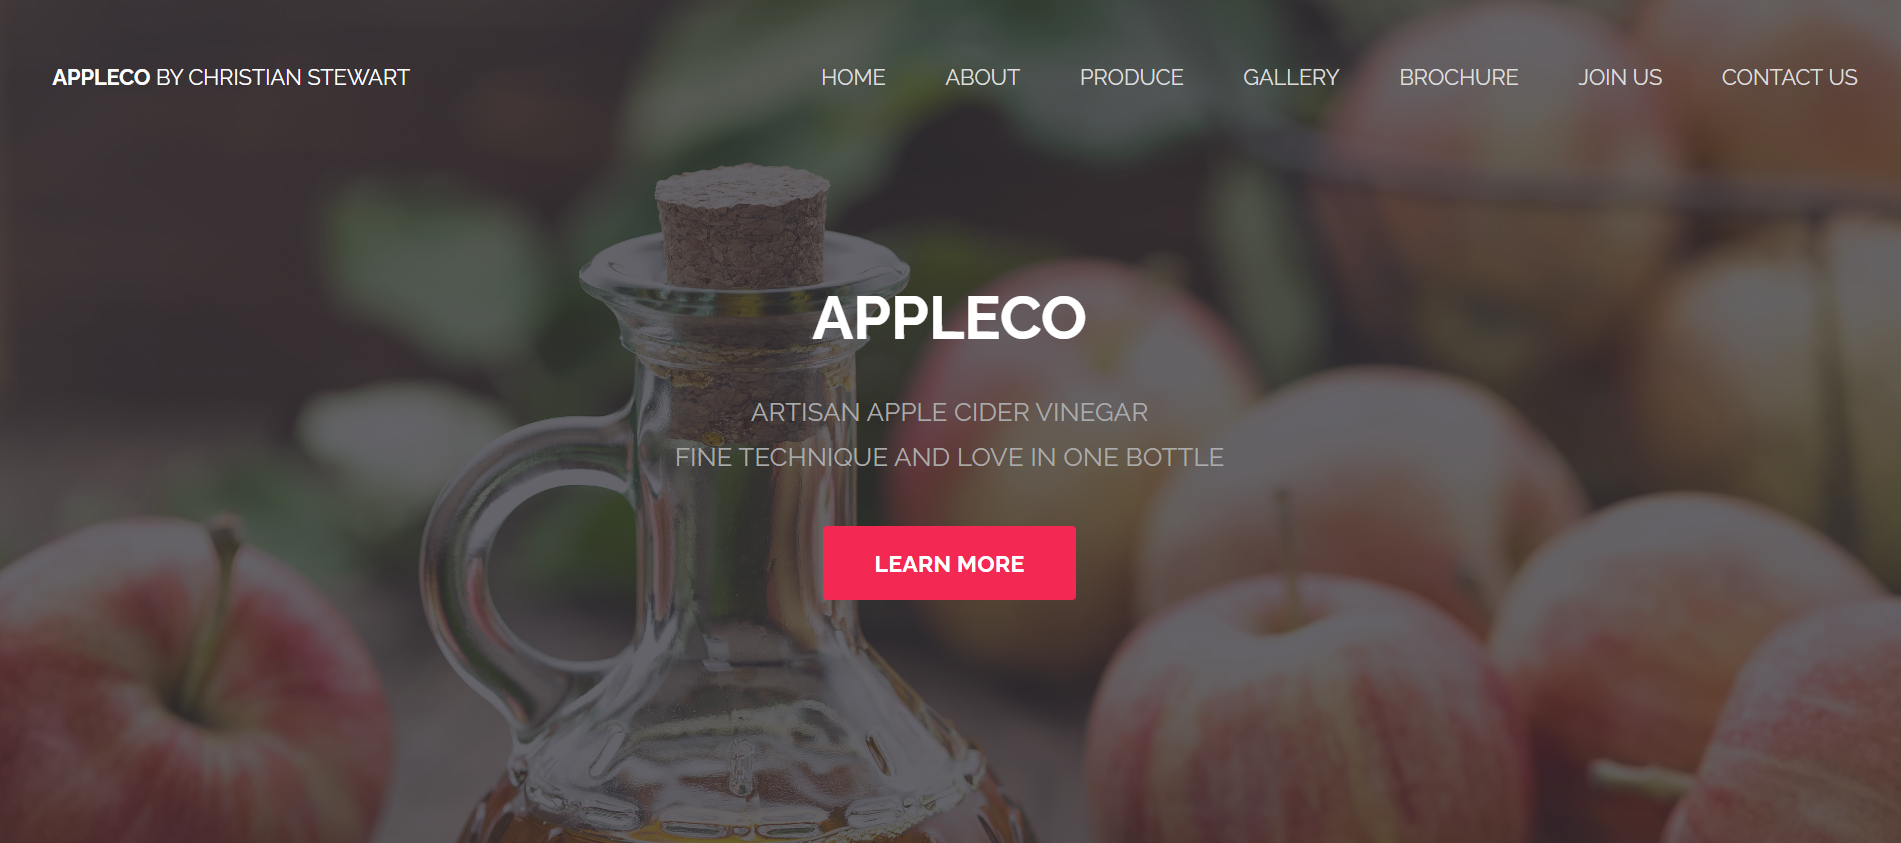 APPLECO BY CHRISTIAN STEWART
HOME ABOUT PRODUCE GALLERY BROCHURE JOIN US CONTACT US
APPLECO
ARTISAN APPLE CIDER VINEGAR
FINE TECHNIQUE AND LOVE IN ONE BOTTLE
LEARN MORE